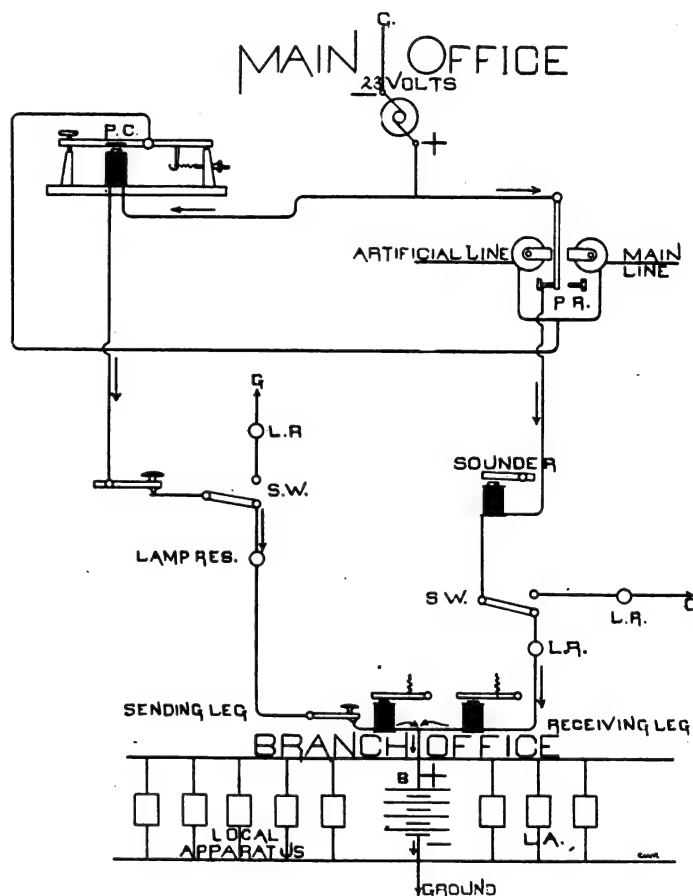 G.
MAIN OFFICE
23 VOLTS
− +
P.C.
ARTIFICIAL LINE
MAIN LINE
P.R.
G
L.R
SOUNDER
S.W.
LAMP RES.
S.W.
L.R.
L.R.
SENDING LEG
RECEIVING LEG
BRANCH OFFICE
B +
LOCAL APPARATUS
−
L.A.
GROUND